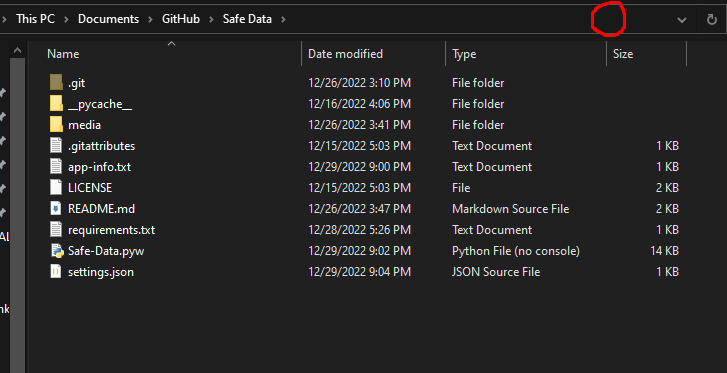 This PC > Documents > GitHub > Safe Data >
Name Date modified Type Size
.git 12/26/2022 3:10 PM File folder
__pycache__ 12/16/2022 4:06 PM File folder
media 12/26/2022 3:41 PM File folder
.gitattributes 12/15/2022 5:03 PM Text Document 1 KB
app-info.txt 12/29/2022 9:00 PM Text Document 1 KB
LICENSE 12/15/2022 5:03 PM File 2 KB
README.md 12/26/2022 3:47 PM Markdown Source File 2 KB
requirements.txt 12/28/2022 5:26 PM Text Document 1 KB
Safe-Data.pyw 12/29/2022 9:02 PM Python File (no console) 14 KB
settings.json 12/29/2022 9:04 PM JSON Source File 1 KB